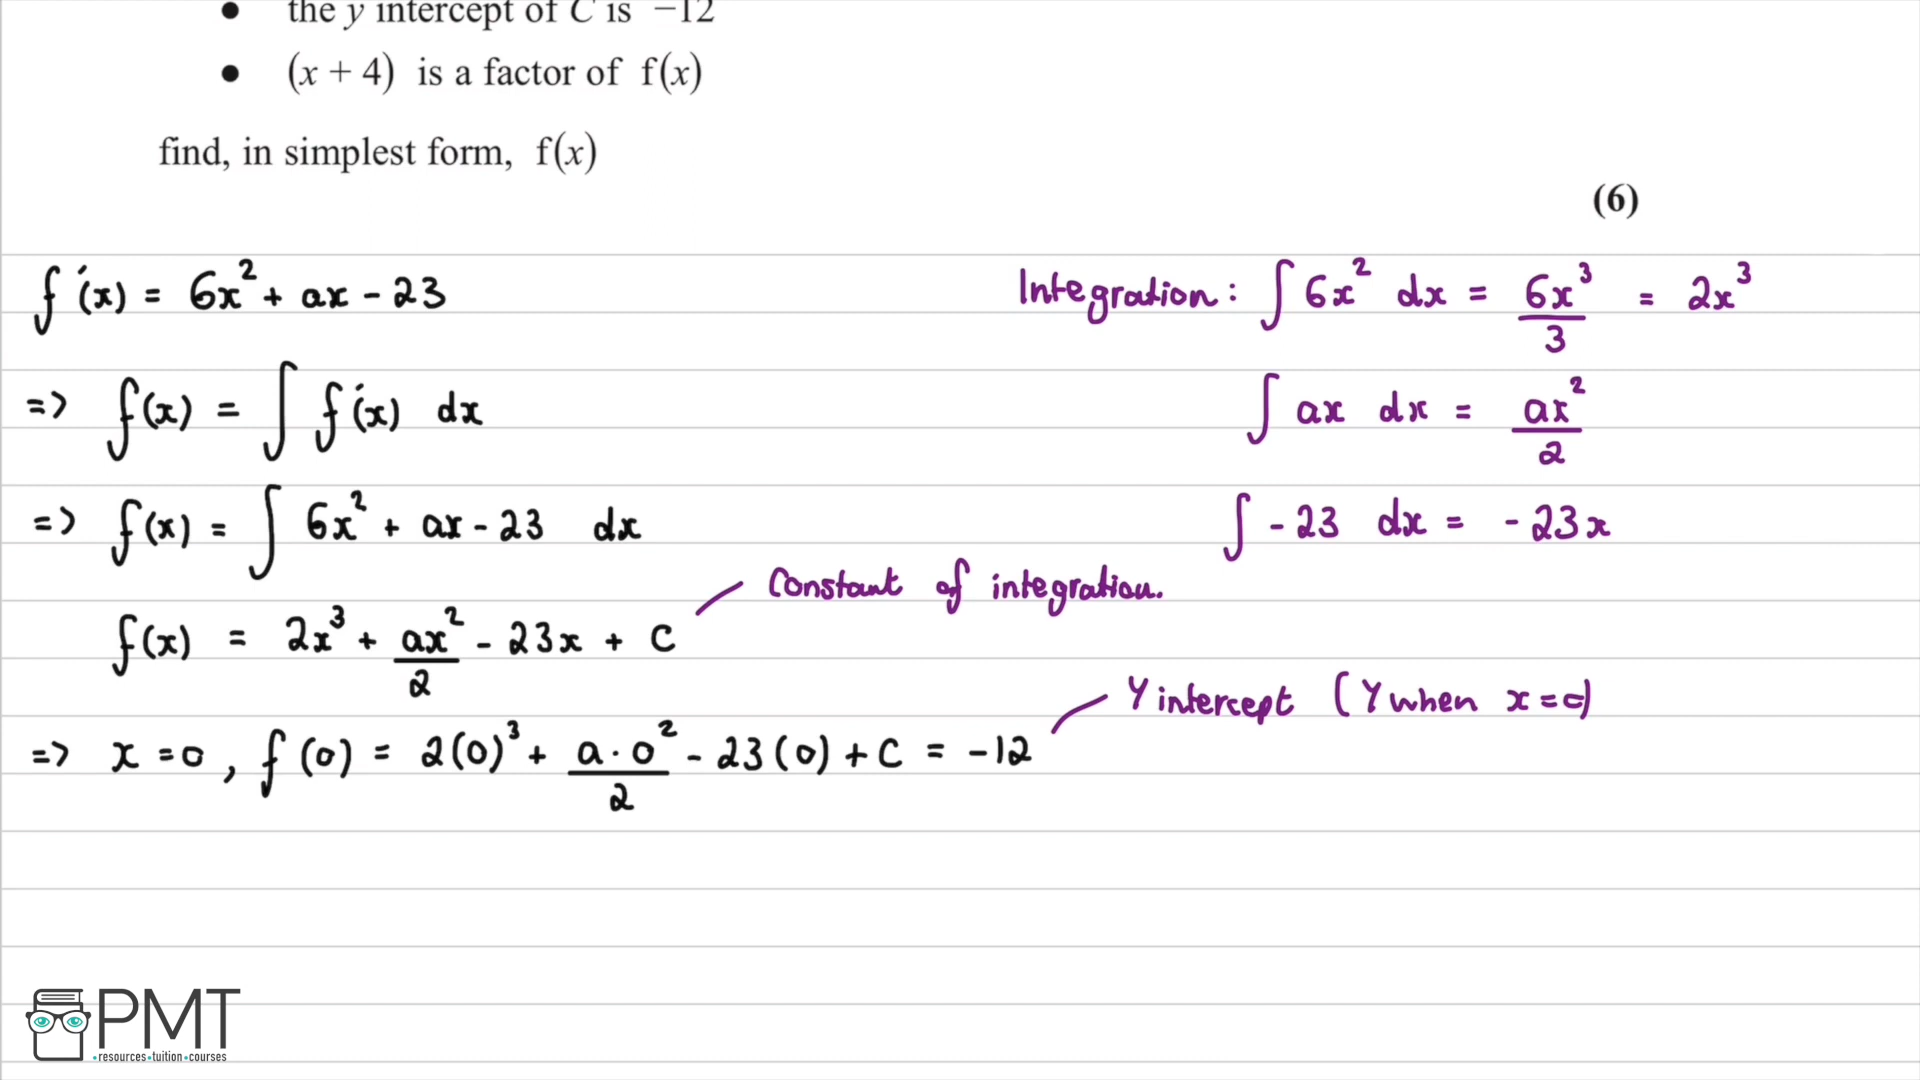 • the y intercept of C is −12
• (x + 4) is a factor of f(x)
find, in simplest form, f(x)
(6)
f'(x) = 6x² + ax - 23
Integration: ∫ 6x² dx = 6x³/3 = 2x³
=> f(x) = ∫ f'(x) dx
∫ ax dx = ax²/2
=> f(x) = ∫ 6x² + ax - 23 dx
∫ -23 dx = -23x
Constant of integration.
f(x) = 2x³ + ax²/2 - 23x + c
Y intercept (Y when x=0)
=> x = 0, f(0) = 2(0)³ + a·0²/2 - 23(0) + c = -12
PMT
•resources•tuition•courses